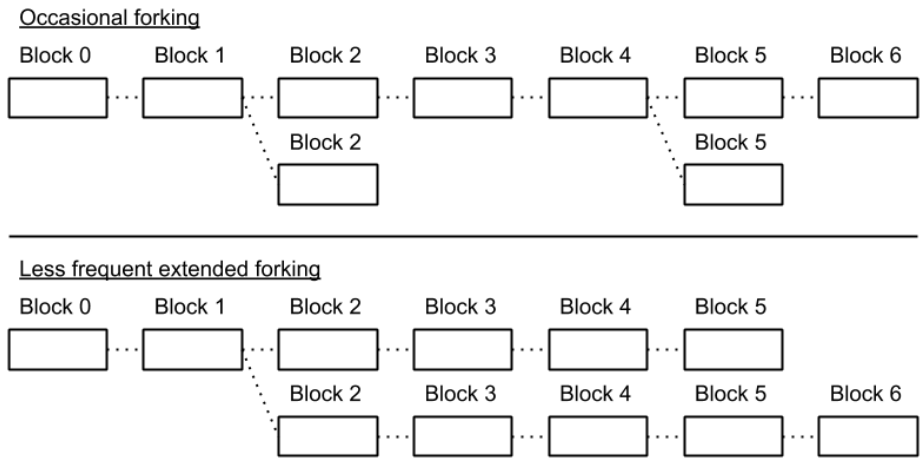 Occasional forking
Block 0 Block 1 Block 2 Block 3 Block 4 Block 5 Block 6
Block 2 Block 5
Less frequent extended forking
Block 0 Block 1 Block 2 Block 3 Block 4 Block 5
Block 2 Block 3 Block 4 Block 5 Block 6